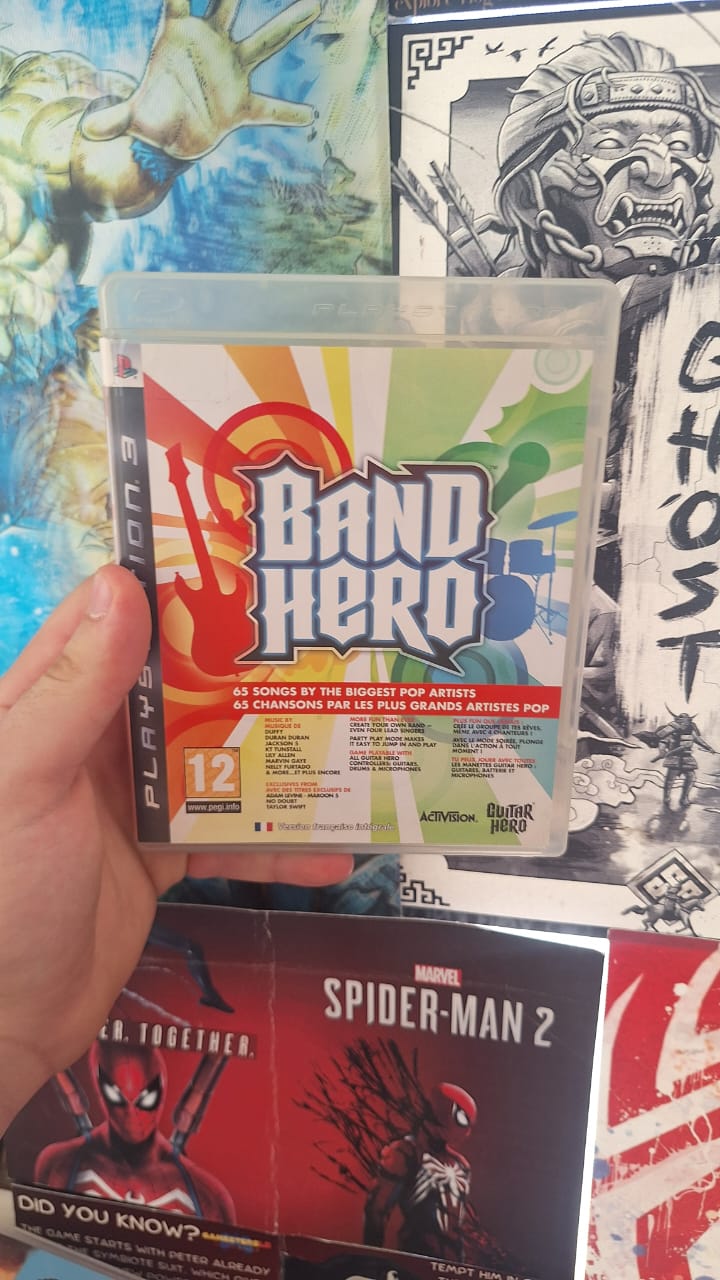 PLAYSTATION 3
BAND
HERO
™
65 SONGS BY THE BIGGEST POP ARTISTS
65 CHANSONS PAR LES PLUS GRANDS ARTISTES POP
MUSIC BY
MUSIQUE DE
DUFFY
DURAN DURAN
JACKSON 5
KT TUNSTALL
LILY ALLEN
MARVIN GAYE
NELLY FURTADO
& MORE...ET PLUS ENCORE
EXCLUSIVES FROM
AVEC DES TITRES EXCLUSIFS DE
ADAM LEVINE - MAROON 5
NO DOUBT
TAYLOR SWIFT
MORE FUN THAN EVER
CREATE YOUR OWN BAND –
EVEN FOUR LEAD SINGERS
PARTY PLAY MODE MAKES
IT EASY TO JUMP IN AND PLAY
GAME PLAYABLE WITH
ALL GUITAR HERO
CONTROLLERS: GUITARS,
DRUMS & MICROPHONES
PLUS FUN QUE JAMAIS
CRÉE LE GROUPE DE TES RÊVES,
MÊME AVEC 4 CHANTEURS !
AVEC LE MODE SOIRÉE, PLONGE
DANS L'ACTION À TOUT
MOMENT !
TU PEUX JOUER AVEC TOUTES
LES MANETTES GUITAR HERO :
GUITARES, BATTERIE ET
MICROPHONES
12
www.pegi.info
Version française intégrale
ACTIVISION
GUITAR
HERO
MARVEL
SPIDER-MAN 2
ER. TOGETHER.
DID YOU KNOW?
THE GAME STARTS WITH PETER ALREADY
THE SYMBIOTE SUIT, WHICH
TEMPT HIM